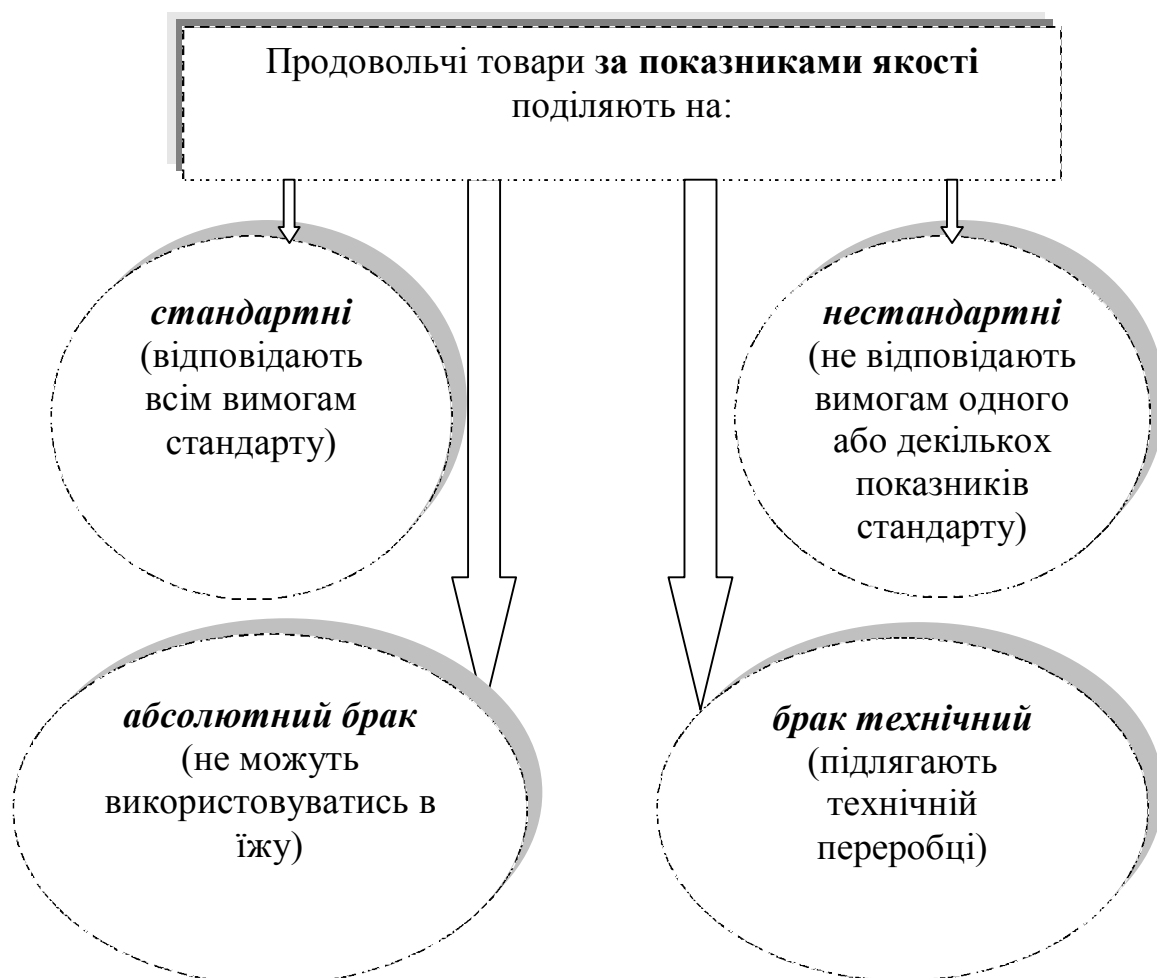 Продовольчі товари за показниками якості
поділяють на:
стандартні
(відповідають
всім вимогам
стандарту)
нестандартні
(не відповідають
вимогам одного
або декількох
показників
стандарту)
абсолютний брак
(не можуть
використовуватись в
їжу)
брак технічний
(підлягають
технічній
переробці)